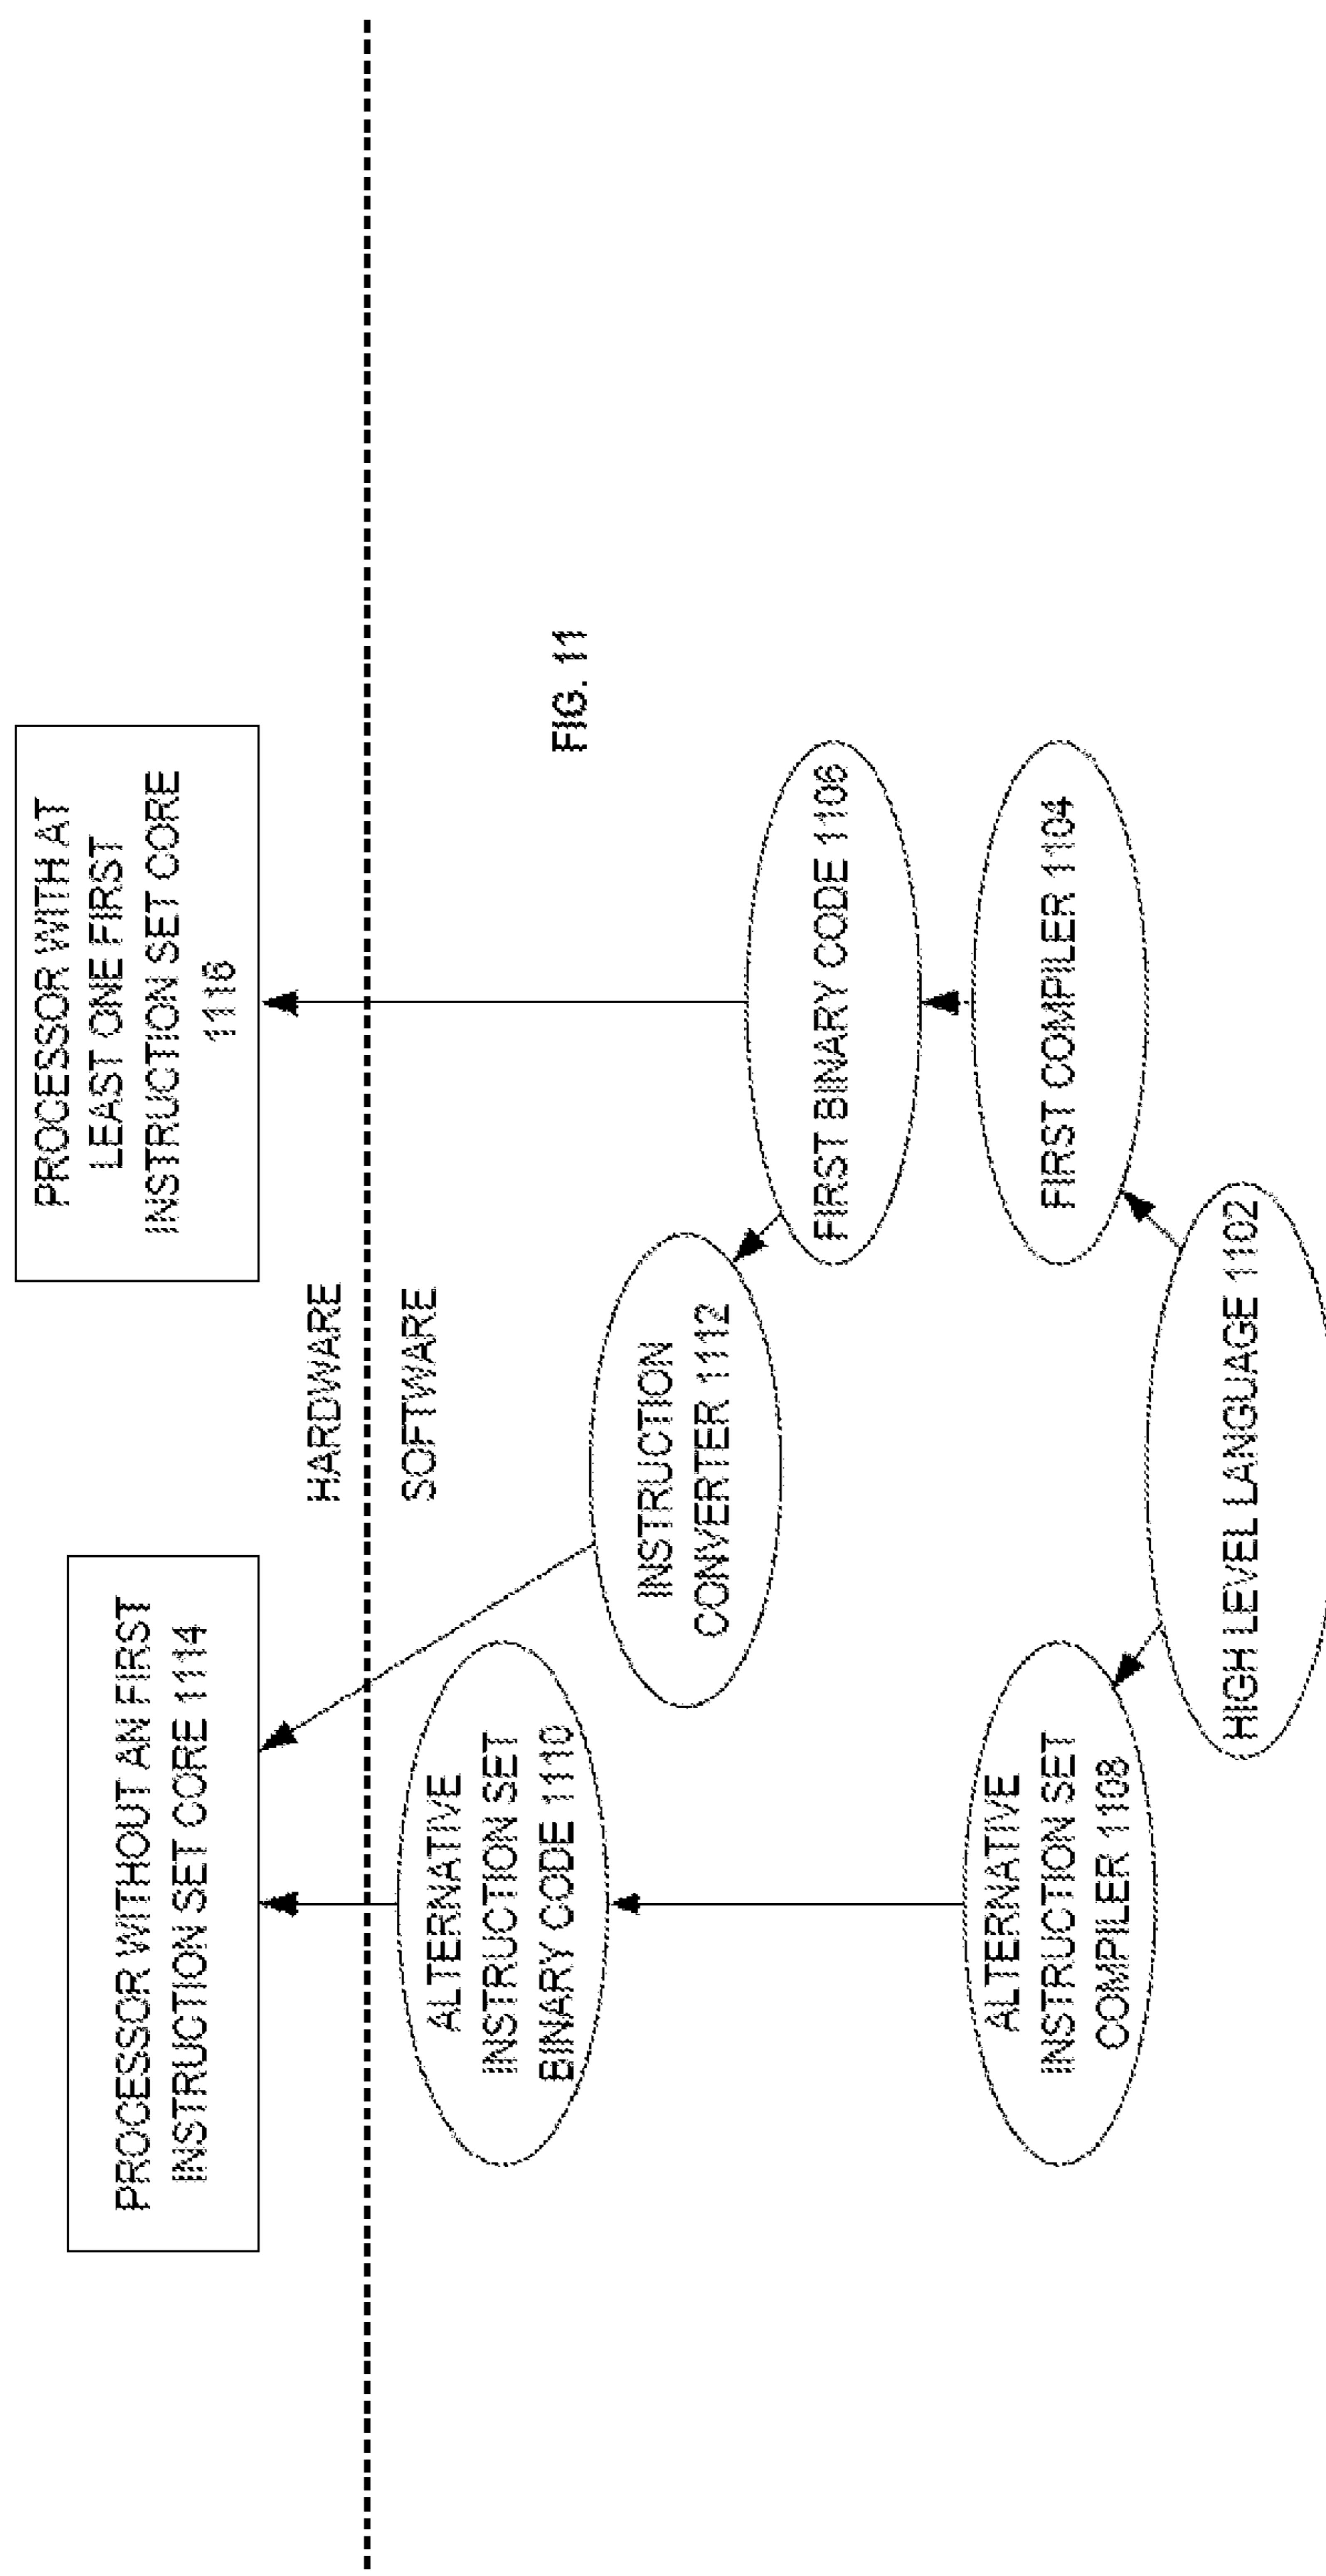 PROCESSOR WITHOUT AN FIRST
INSTRUCTION SET CORE 1114
PROCESSOR WITH AT
LEAST ONE FIRST
INSTRUCTION SET CORE
1116
HARDWARE
SOFTWARE
ALTERNATIVE
INSTRUCTION SET
BINARY CODE 1110
FIG. 11
INSTRUCTION
CONVERTER 1112
FIRST BINARY CODE 1106
ALTERNATIVE
INSTRUCTION SET
COMPILER 1108
FIRST COMPILER 1104
HIGH LEVEL LANGUAGE 1102